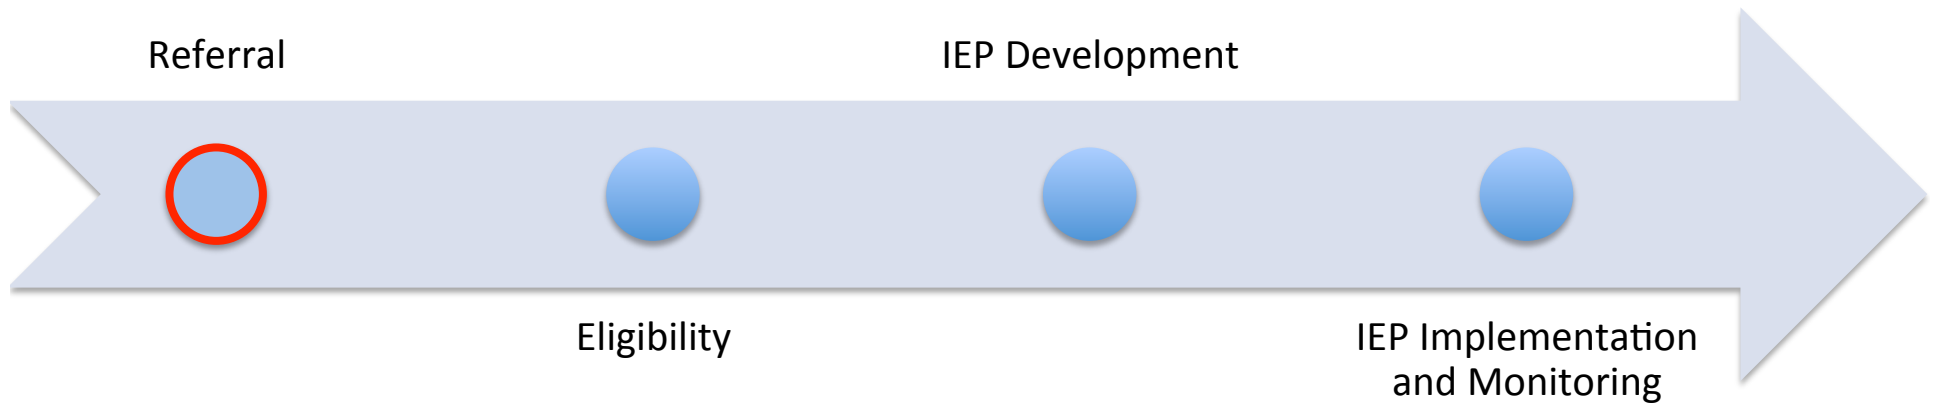 Referral
IEP Development
Eligibility
IEP Implementation
and Monitoring